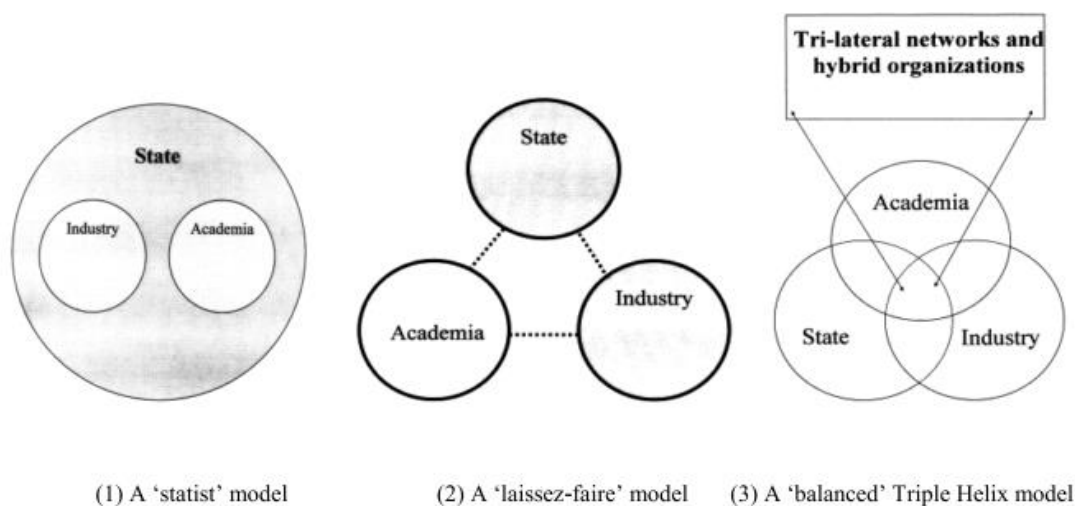 State
Industry
Academia
State
Academia
Industry
Tri-lateral networks and
hybrid organizations
Academia
State
Industry
(1) A ‘statist’ model
(2) A ‘laissez-faire’ model
(3) A ‘balanced’ Triple Helix model